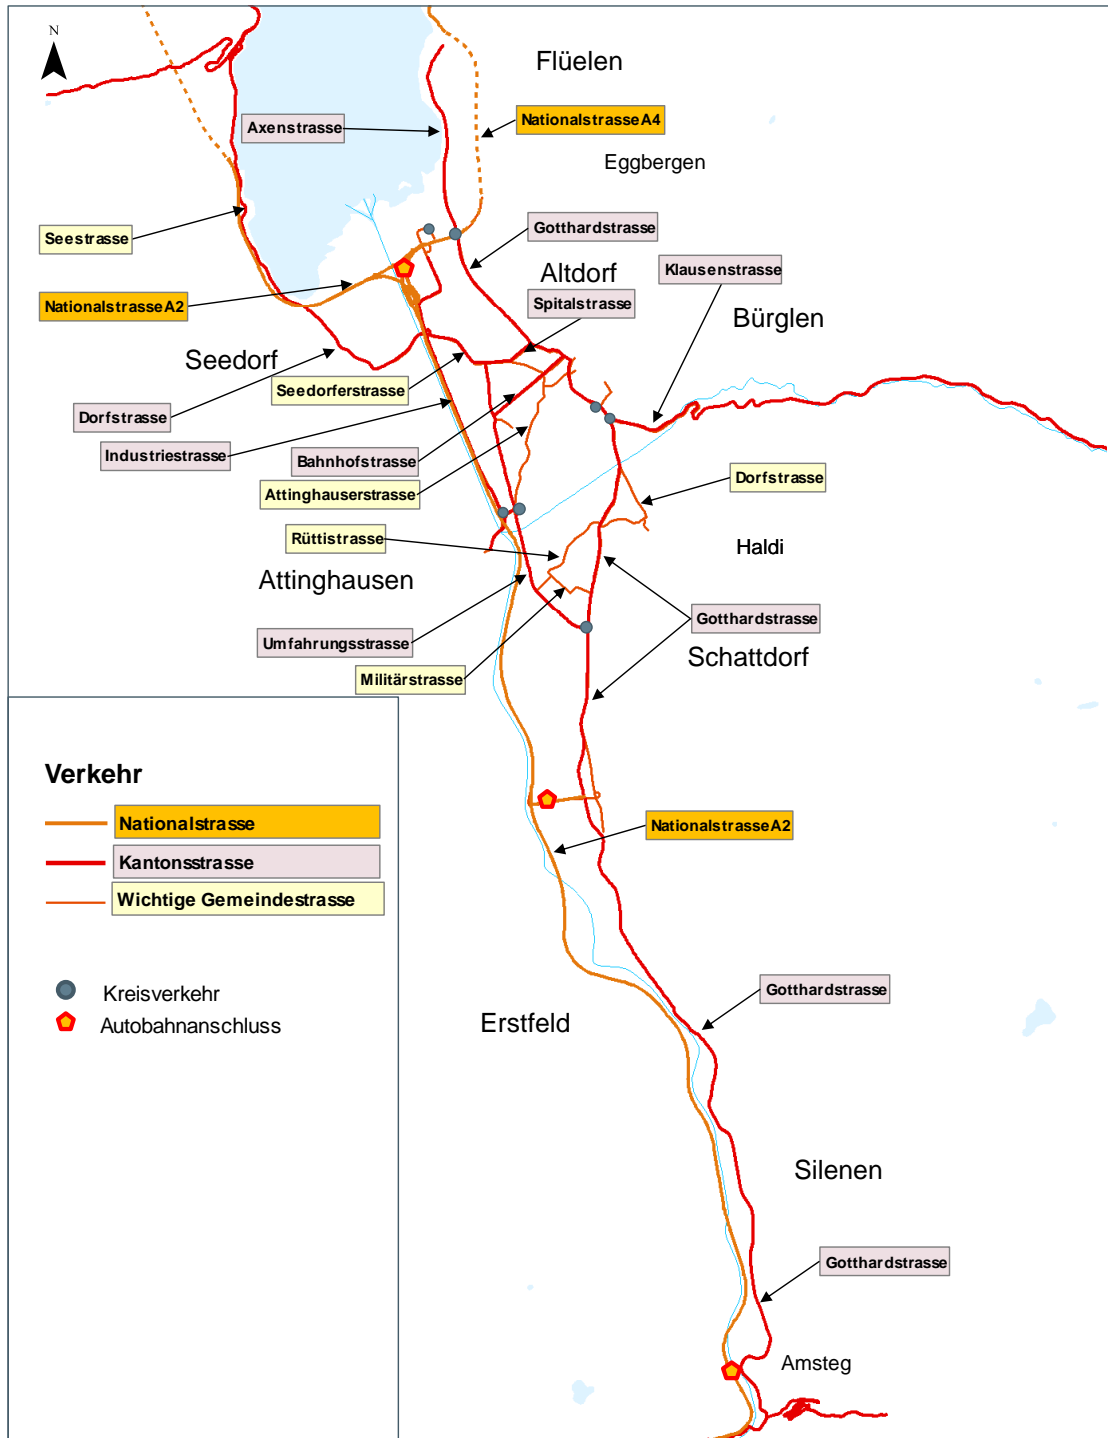 N
Flüelen
NationalstrasseA4
Axenstrasse
Eggbergen
Gotthardstrasse
Seestrasse
Altdorf
Klausenstrasse
NationalstrasseA2
Spitalstrasse
Bürglen
Seedorf
Seedorferstrasse
Dorfstrasse
Industriestrasse
Bahnhofstrasse
Dorfstrasse
Attinghauserstrasse
Rüttistrasse
Haldi
Attinghausen
Gotthardstrasse
Umfahrungsstrasse
Schattdorf
Militärstrasse
Verkehr
Nationalstrasse
NationalstrasseA2
Kantonsstrasse
Wichtige Gemeindestrasse
Kreisverkehr
Gotthardstrasse
Autobahnanschluss
Erstfeld
Silenen
Gotthardstrasse
Amsteg